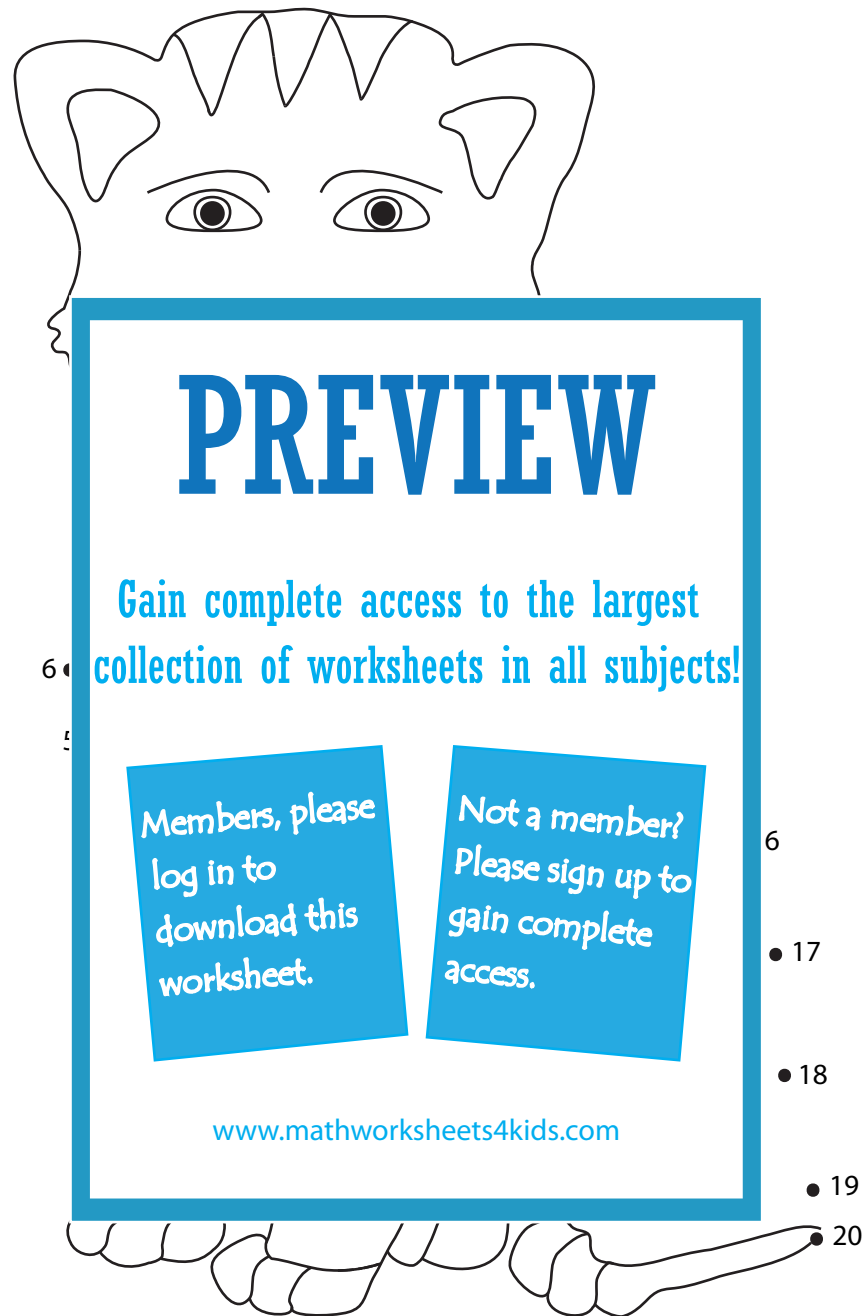 PREVIEW
Gain complete access to the largest
collection of worksheets in all subjects!
6
5
Members, please
log in to
download this
worksheet.
Not a member?
Please sign up to
gain complete
access.
6
17
18
www.mathworksheets4kids.com
19
20